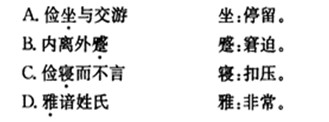 A. 俭坐与交游 坐:停留。
B. 内离外蹙 蹙:窘迫。
C. 俭寝而不言 寝:扣压。
D. 雅谙姓氏 雅:非常。